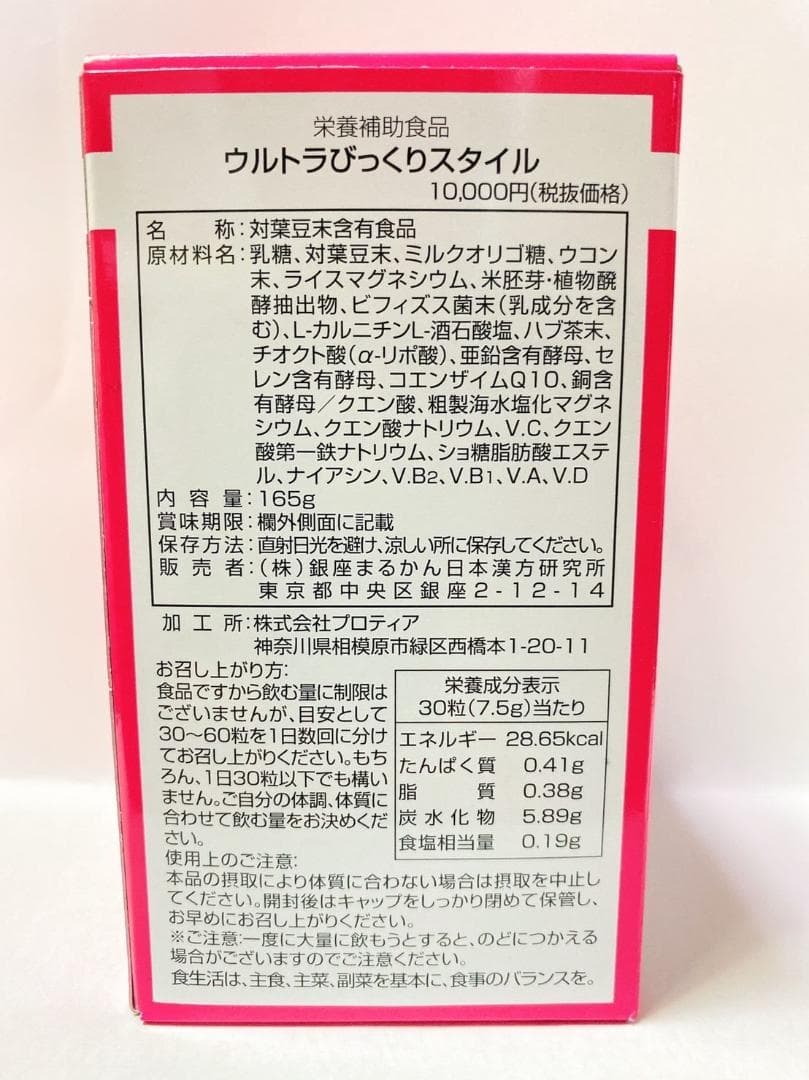 栄養補助食品
ウルトラびっくりスタイル
10,000円(税抜価格)
名称:対葉豆末含有食品
原材料名:乳糖、対葉豆末、ミルクオリゴ糖、ウコン
末、ライスマグネシウム、米胚芽・植物醗
酵抽出物、ビフィズス菌末(乳成分を含
む)、L-カルニチンL-酒石酸塩、ハブ茶末、
チオクト酸(α-リポ酸)、亜鉛含有酵母、セ
レン含有酵母、コエンザイムQ10、銅含
有酵母/クエン酸、粗製海水塩化マグネ
シウム、クエン酸ナトリウム、V.C、クエン
酸第一鉄ナトリウム、ショ糖脂肪酸エステ
ル、ナイアシン、V.B2、V.B1、V.A、V.D
内容量:165g
賞味期限:欄外側面に記載
保存方法:直射日光を避け、涼しい所に保存してください。
販売者:(株)銀座まるかん日本漢方研究所
東京都中央区銀座2-12-14
加工所:株式会社プロティア
神奈川県相模原市緑区西橋本1-20-11
お召し上がり方:
食品ですから飲む量に制限は
ございませんが、目安として
30〜60粒を1日数回に分け
てお召し上がりください。もち
ろん、1日30粒以下でも構い
ません。ご自分の体調、体質に
合わせて飲む量をお決めくだ
さい。
栄養成分表示
30粒(7.5g)当たり
エネルギー 28.65kcal
たんぱく質 0.41g
脂質 0.38g
炭水化物 5.89g
食塩相当量 0.19g
使用上のご注意:
本品の摂取により体質に合わない場合は摂取を中止し
てください。開封後はキャップをしっかり閉めて保管し、
お早めにお召し上がりください。
※ご注意:一度に大量に飲もうとすると、のどにつかえる
場合がございますのでご注意ください。
食生活は、主食、主菜、副菜を基本に、食事のバランスを。